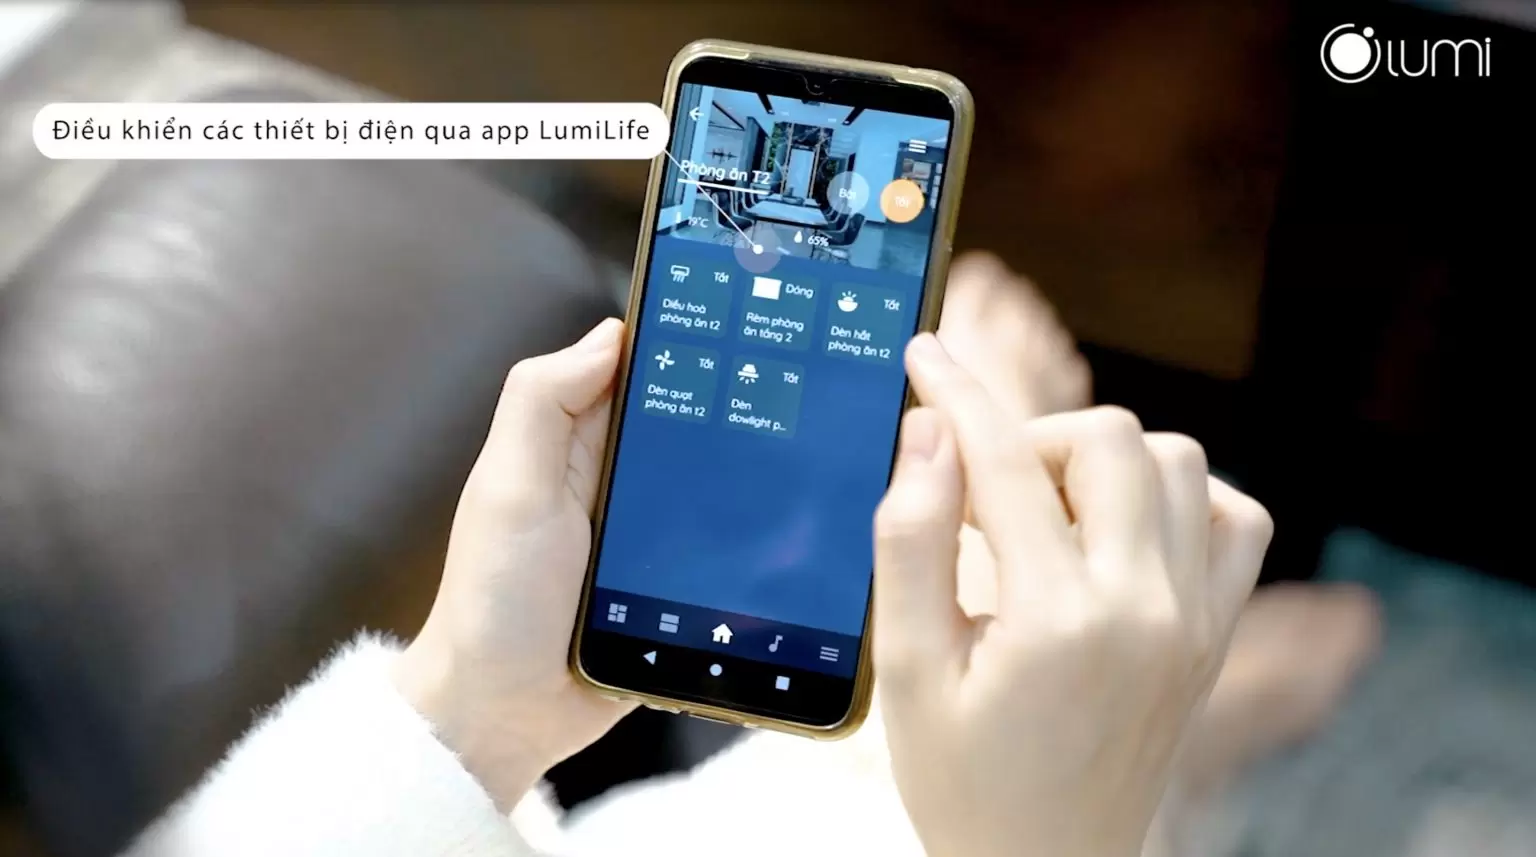 Olumi
Điều khiển các thiết bị điện qua app LumiLife
Phòng ăn T2
Bật
Tắt
19°C
65%
Tắt
Điều hoà
phòng ăn t2
Đóng
Rèm phòng
ăn tầng 2
Tắt
Đèn hắt
phòng ăn t2
Tắt
Đèn quạt
phòng ăn t2
Tắt
Đèn
dowlight p...